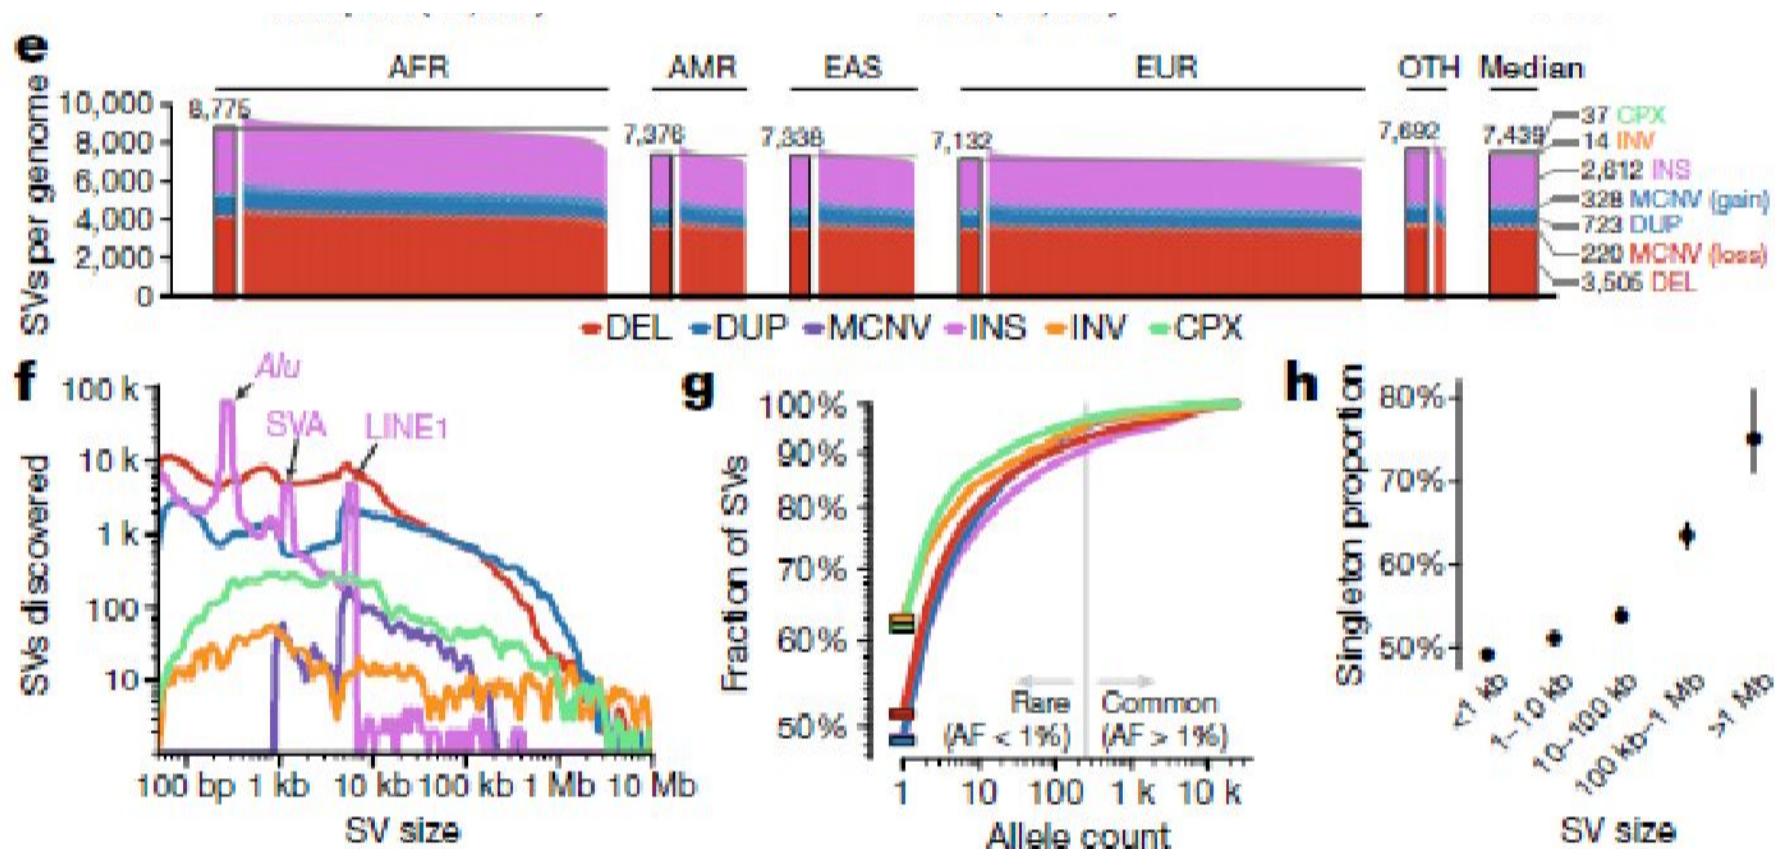 e
AFR AMR EAS EUR OTH Median
SVs per genome
10,000
8,000
6,000
4,000
2,000
0
8,775
7,376
7,336
7,132
7,692
7,439
37 CPX
14 INV
2,612 INS
328 MCNV (gain)
723 DUP
220 MCNV (loss)
3,505 DEL
DEL DUP MCNV INS INV CPX
f
SVs discovered
100 k
10 k
1 k
100
10
Alu
SVA
LINE1
100 bp 1 kb 10 kb 100 kb 1 Mb 10 Mb
SV size
g
Fraction of SVs
100%
90%
80%
70%
60%
50%
Rare
(AF < 1%)
Common
(AF > 1%)
1 10 100 1 k 10 k
Allele count
h
Singleton proportion
80%
70%
60%
50%
<1 kb
1–10 kb
10–100 kb
100 kb–1 Mb
>1 Mb
SV size